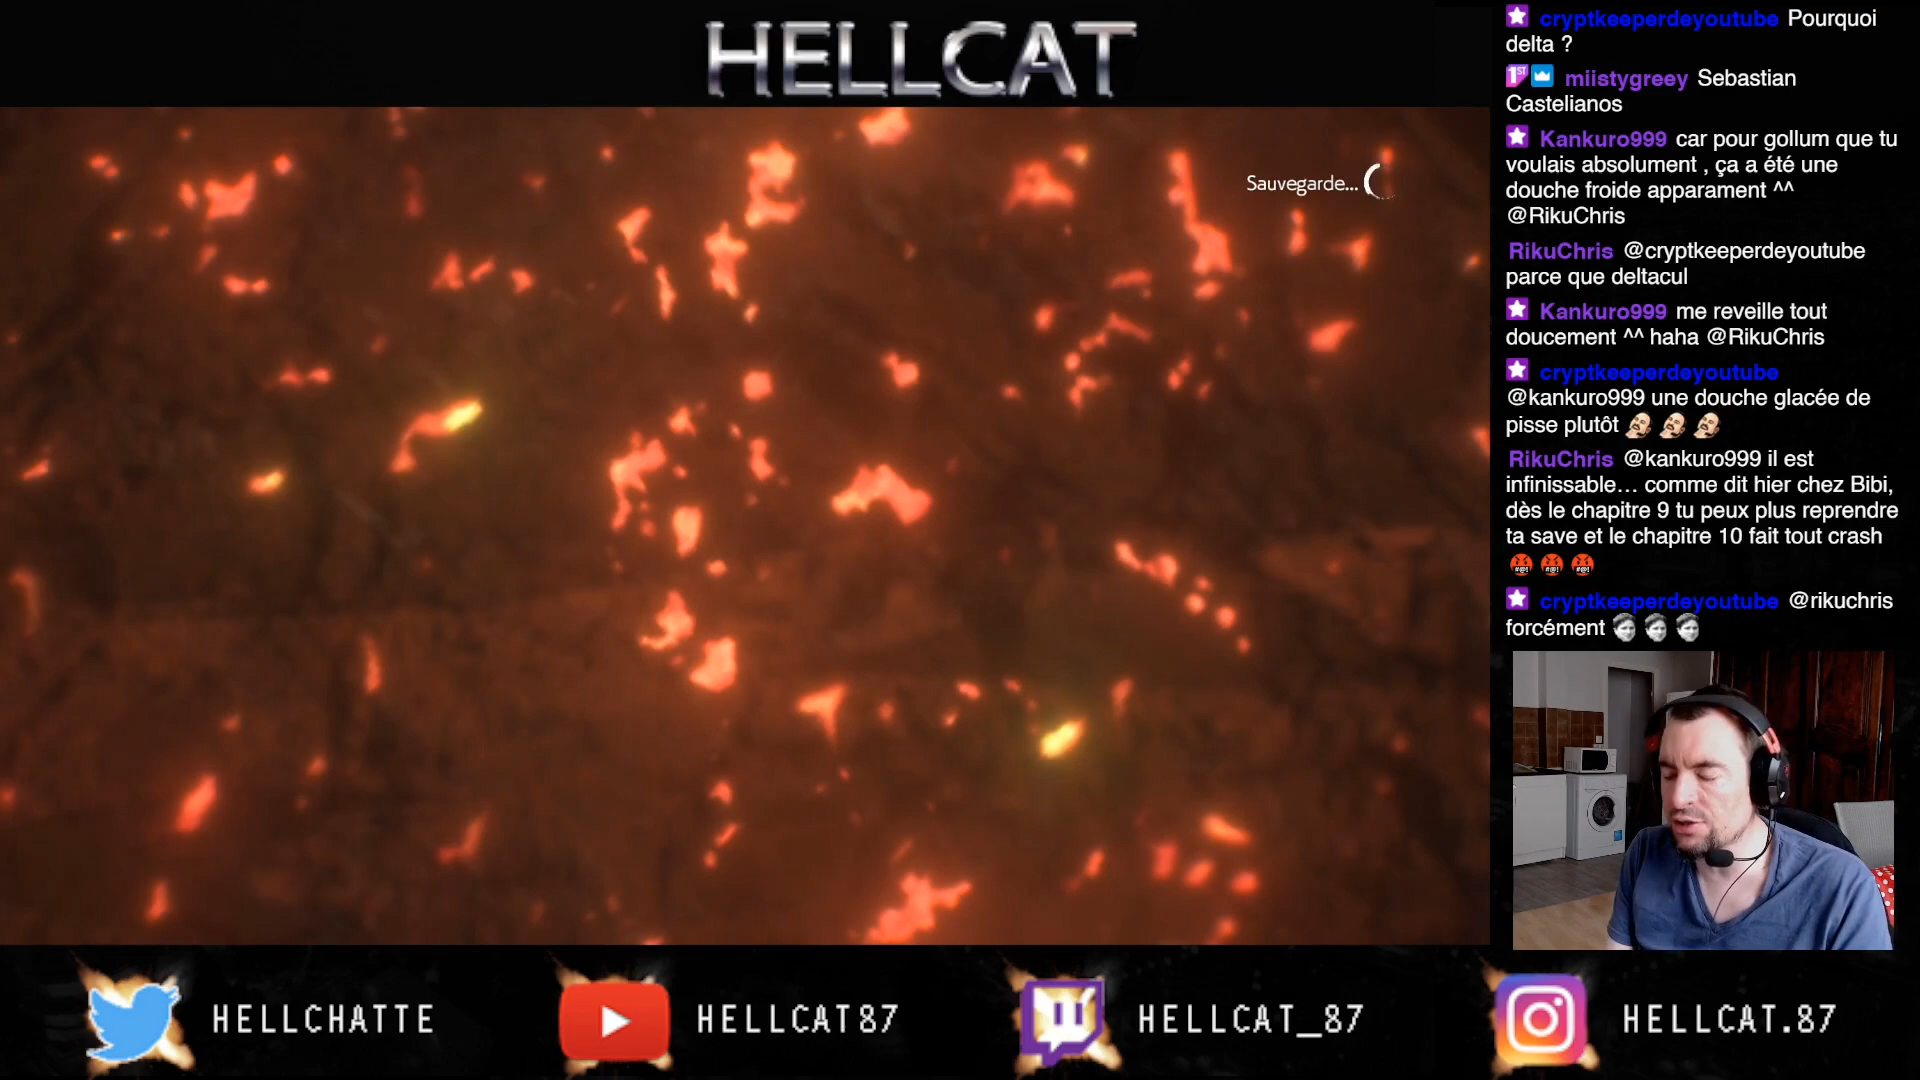 HELLCAT
Sauvegarde...
cryptkeeperdeyoutube Pourquoi
delta ?
1ST miistygreey Sebastian
Castelianos
Kankuro999 car pour gollum que tu
voulais absolument , ça a été une
douche froide apparament ^^
@RikuChris
RikuChris @cryptkeeperdeyoutube
parce que deltacul
Kankuro999 me reveille tout
doucement ^^ haha @RikuChris
cryptkeeperdeyoutube
@kankuro999 une douche glacée de
pisse plutôt
RikuChris @kankuro999 il est
infinissable… comme dit hier chez Bibi,
dès le chapitre 9 tu peux plus reprendre
ta save et le chapitre 10 fait tout crash
cryptkeeperdeyoutube @rikuchris
forcément
HELLCHATTE
HELLCAT87
HELLCAT_87
HELLCAT.87